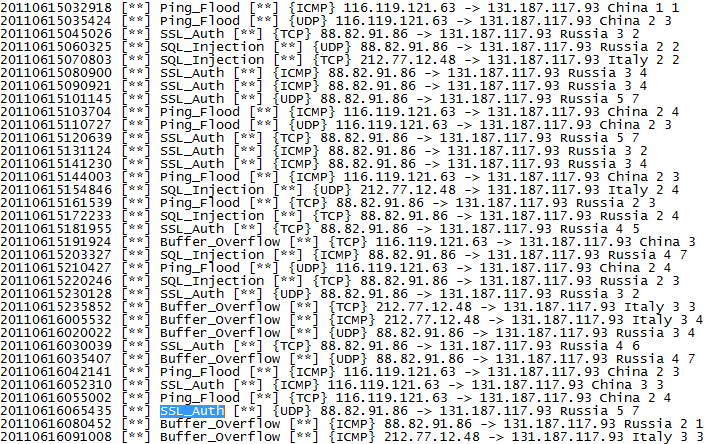 20110615032918 [**] Ping_Flood [**] {ICMP} 116.119.121.63 -> 131.187.117.93 China 1 1
20110615035424 [**] Ping_Flood [**] {UDP} 116.119.121.63 -> 131.187.117.93 China 2 3
20110615045026 [**] SSL_Auth [**] {TCP} 88.82.91.86 -> 131.187.117.93 Russia 3 2
20110615060325 [**] SQL_Injection [**] {UDP} 88.82.91.86 -> 131.187.117.93 Russia 2 2
20110615070803 [**] SQL_Injection [**] {TCP} 212.77.12.48 -> 131.187.117.93 Italy 2 2
20110615080900 [**] SSL_Auth [**] {ICMP} 88.82.91.86 -> 131.187.117.93 Russia 3 4
20110615090921 [**] SSL_Auth [**] {ICMP} 88.82.91.86 -> 131.187.117.93 Russia 3 4
20110615101145 [**] SSL_Auth [**] {UDP} 88.82.91.86 -> 131.187.117.93 Russia 5 7
20110615103704 [**] Ping_Flood [**] {ICMP} 116.119.121.63 -> 131.187.117.93 China 2 4
20110615110727 [**] Ping_Flood [**] {UDP} 116.119.121.63 -> 131.187.117.93 China 2 3
20110615120639 [**] SSL_Auth [**] {TCP} 88.82.91.86 -> 131.187.117.93 Russia 5 7
20110615131124 [**] SSL_Auth [**] {ICMP} 88.82.91.86 -> 131.187.117.93 Russia 3 2
20110615141230 [**] SSL_Auth [**] {ICMP} 88.82.91.86 -> 131.187.117.93 Russia 3 4
20110615144003 [**] Ping_Flood [**] {ICMP} 116.119.121.63 -> 131.187.117.93 China 2 3
20110615154846 [**] SQL_Injection [**] {UDP} 212.77.12.48 -> 131.187.117.93 Italy 2 4
20110615161539 [**] Ping_Flood [**] {TCP} 88.82.91.86 -> 131.187.117.93 Russia 2 3
20110615172233 [**] SQL_Injection [**] {TCP} 88.82.91.86 -> 131.187.117.93 Russia 2 4
20110615181955 [**] SSL_Auth [**] {TCP} 88.82.91.86 -> 131.187.117.93 Russia 4 5
20110615191924 [**] Buffer_Overflow [**] {TCP} 116.119.121.63 -> 131.187.117.93 China 3
20110615203327 [**] SQL_Injection [**] {ICMP} 88.82.91.86 -> 131.187.117.93 Russia 4 7
20110615210427 [**] Ping_Flood [**] {UDP} 116.119.121.63 -> 131.187.117.93 China 2 4
20110615220246 [**] SQL_Injection [**] {TCP} 88.82.91.86 -> 131.187.117.93 Russia 2 3
20110615230128 [**] SSL_Auth [**] {UDP} 88.82.91.86 -> 131.187.117.93 Russia 3 2
20110615235852 [**] Buffer_Overflow [**] {TCP} 212.77.12.48 -> 131.187.117.93 Italy 3 3
20110616005532 [**] Buffer_Overflow [**] {ICMP} 212.77.12.48 -> 131.187.117.93 Italy 3 4
20110616020022 [**] Buffer_Overflow [**] {UDP} 88.82.91.86 -> 131.187.117.93 Russia 3 4
20110616030039 [**] SSL_Auth [**] {TCP} 88.82.91.86 -> 131.187.117.93 Russia 4 6
20110616035407 [**] Buffer_Overflow [**] {UDP} 88.82.91.86 -> 131.187.117.93 Russia 4 7
20110616042141 [**] Ping_Flood [**] {ICMP} 116.119.121.63 -> 131.187.117.93 China 2 3
20110616052310 [**] SSL_Auth [**] {ICMP} 116.119.121.63 -> 131.187.117.93 China 3 3
20110616055002 [**] Ping_Flood [**] {TCP} 116.119.121.63 -> 131.187.117.93 China 2 4
20110616065435 [**] SSL_Auth [**] {UDP} 88.82.91.86 -> 131.187.117.93 Russia 5 7
20110616080452 [**] Buffer_Overflow [**] {ICMP} 88.82.91.86 -> 131.187.117.93 Russia 2 1
20110616091008 [**] Buffer_Overflow [**] {ICMP} 212.77.12.48 -> 131.187.117.93 Italy 3 3